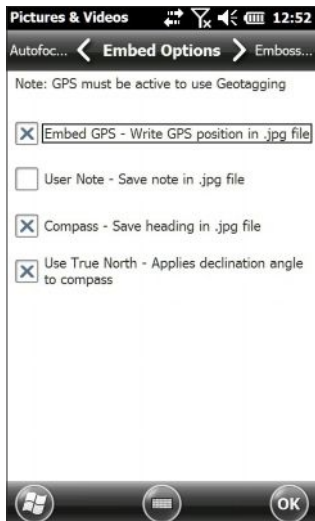 Pictures & Videos 12:52
Autofoc... Embed Options Emboss...
Note: GPS must be active to use Geotagging
Embed GPS - Write GPS position in .jpg file
User Note - Save note in .jpg file
Compass - Save heading in .jpg file
Use True North - Applies declination angle
to compass
OK